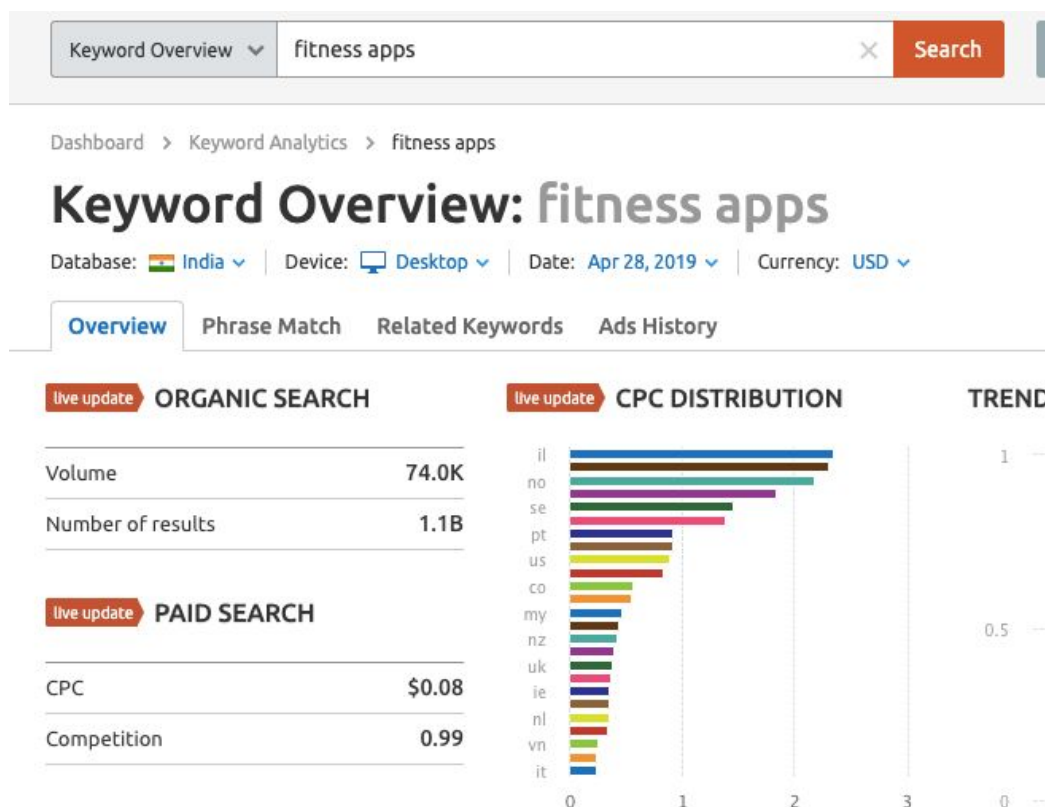 Keyword Overview fitness apps Search
Dashboard > Keyword Analytics > fitness apps
Keyword Overview: fitness apps
Database: India Device: Desktop Date: Apr 28, 2019 Currency: USD
Overview Phrase Match Related Keywords Ads History
live update ORGANIC SEARCH
Volume 74.0K
Number of results 1.1B
live update PAID SEARCH
CPC $0.08
Competition 0.99
live update CPC DISTRIBUTION
il
no
se
pt
us
co
my
nz
uk
ie
nl
vn
it
0 1 2 3
TREND
1
0.5
0